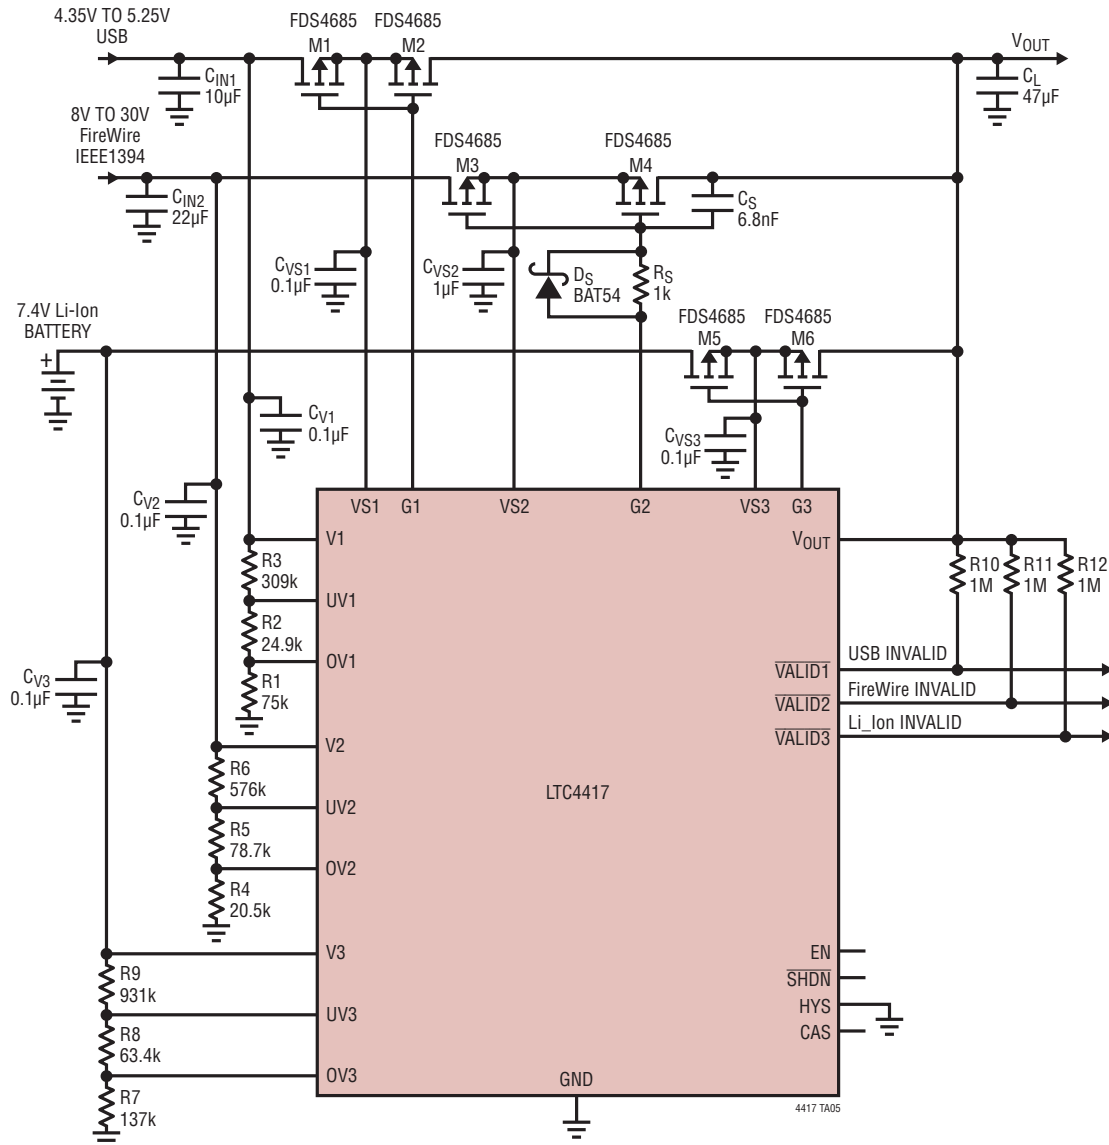 4.35V TO 5.25V
USB
FDS4685
M1
FDS4685
M2
VOUT
CIN1
10µF
CL
47µF
8V TO 30V
FireWire
IEEE1394
FDS4685
M3
FDS4685
M4
CIN2
22µF
CS
6.8nF
CVS1
0.1µF
CVS2
1µF
DS
BAT54
RS
1k
7.4V Li-Ion
BATTERY
+
FDS4685
M5
FDS4685
M6
CV1
0.1µF
CVS3
0.1µF
CV2
0.1µF
VS1
G1
VS2
G2
VS3
G3
V1
VOUT
R3
309k
R10
1M
R11
1M
R12
1M
UV1
R2
24.9k
OV1
USB INVALID
VALID1
CV3
0.1µF
R1
75k
FireWire INVALID
VALID2
Li_Ion INVALID
VALID3
V2
R6
576k
LTC4417
UV2
R5
78.7k
OV2
R4
20.5k
V3
EN
R9
931k
SHDN
HYS
UV3
CAS
R8
63.4k
OV3
GND
R7
137k
4417 TA05